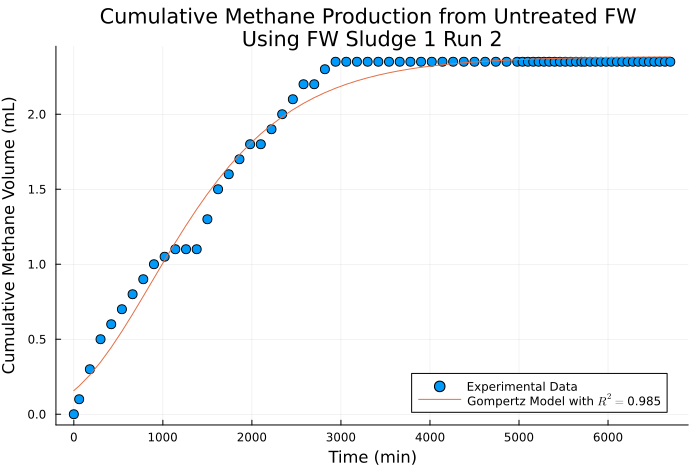 Cumulative Methane Production from Untreated FW
Using FW Sludge 1 Run 2
Cumulative Methane Volume (mL)
2.0
1.5
1.0
0.5
0.0
Experimental Data
Gompertz Model with R² = 0.985
0 1000 2000 3000 4000 5000 6000
Time (min)